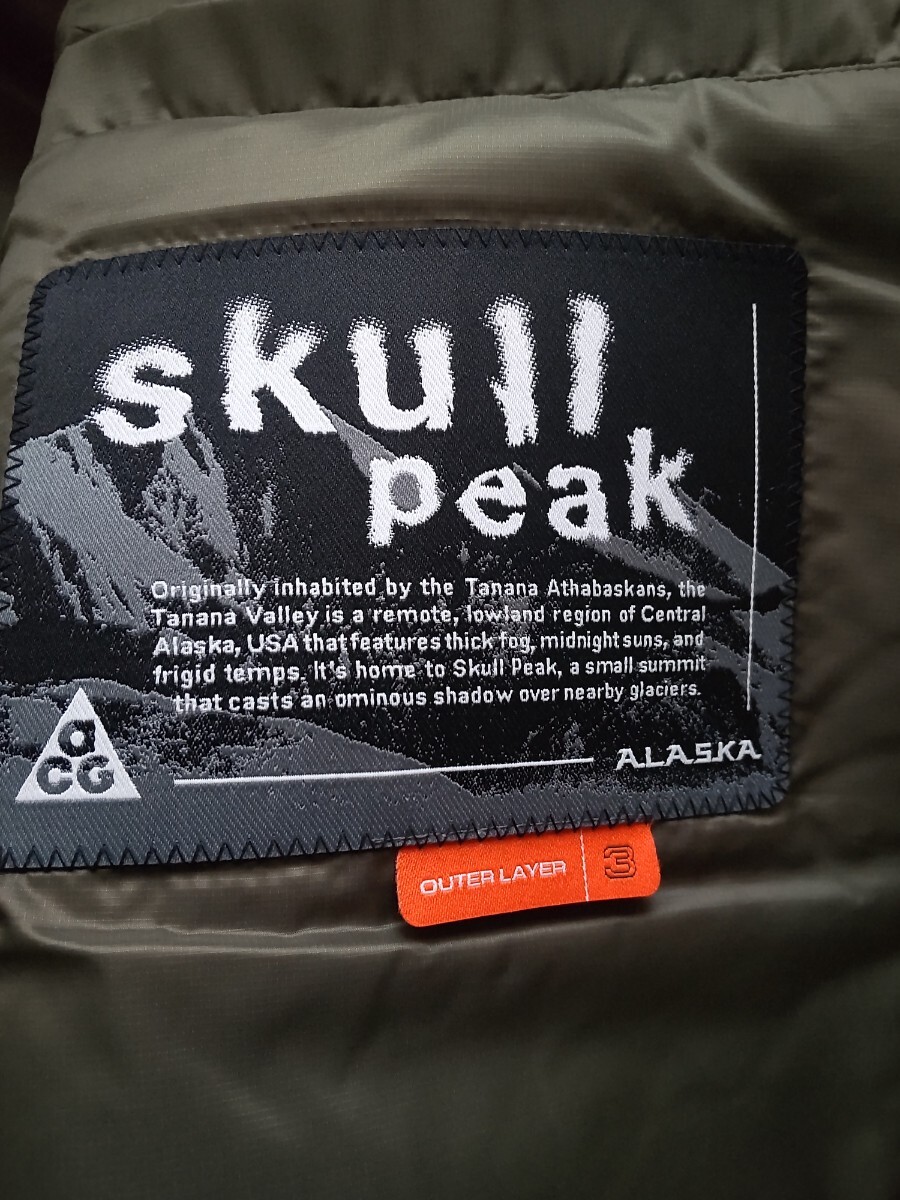 skull
peak
Originally inhabited by the Tanana Athabaskans, the
Tanana Valley is a remote, lowland region of Central
Alaska, USA that features thick fog, midnight suns, and
frigid temps. It's home to Skull Peak, a small summit
that casts an ominous shadow over nearby glaciers.
a
CG
ALASKA
OUTER LAYER 3